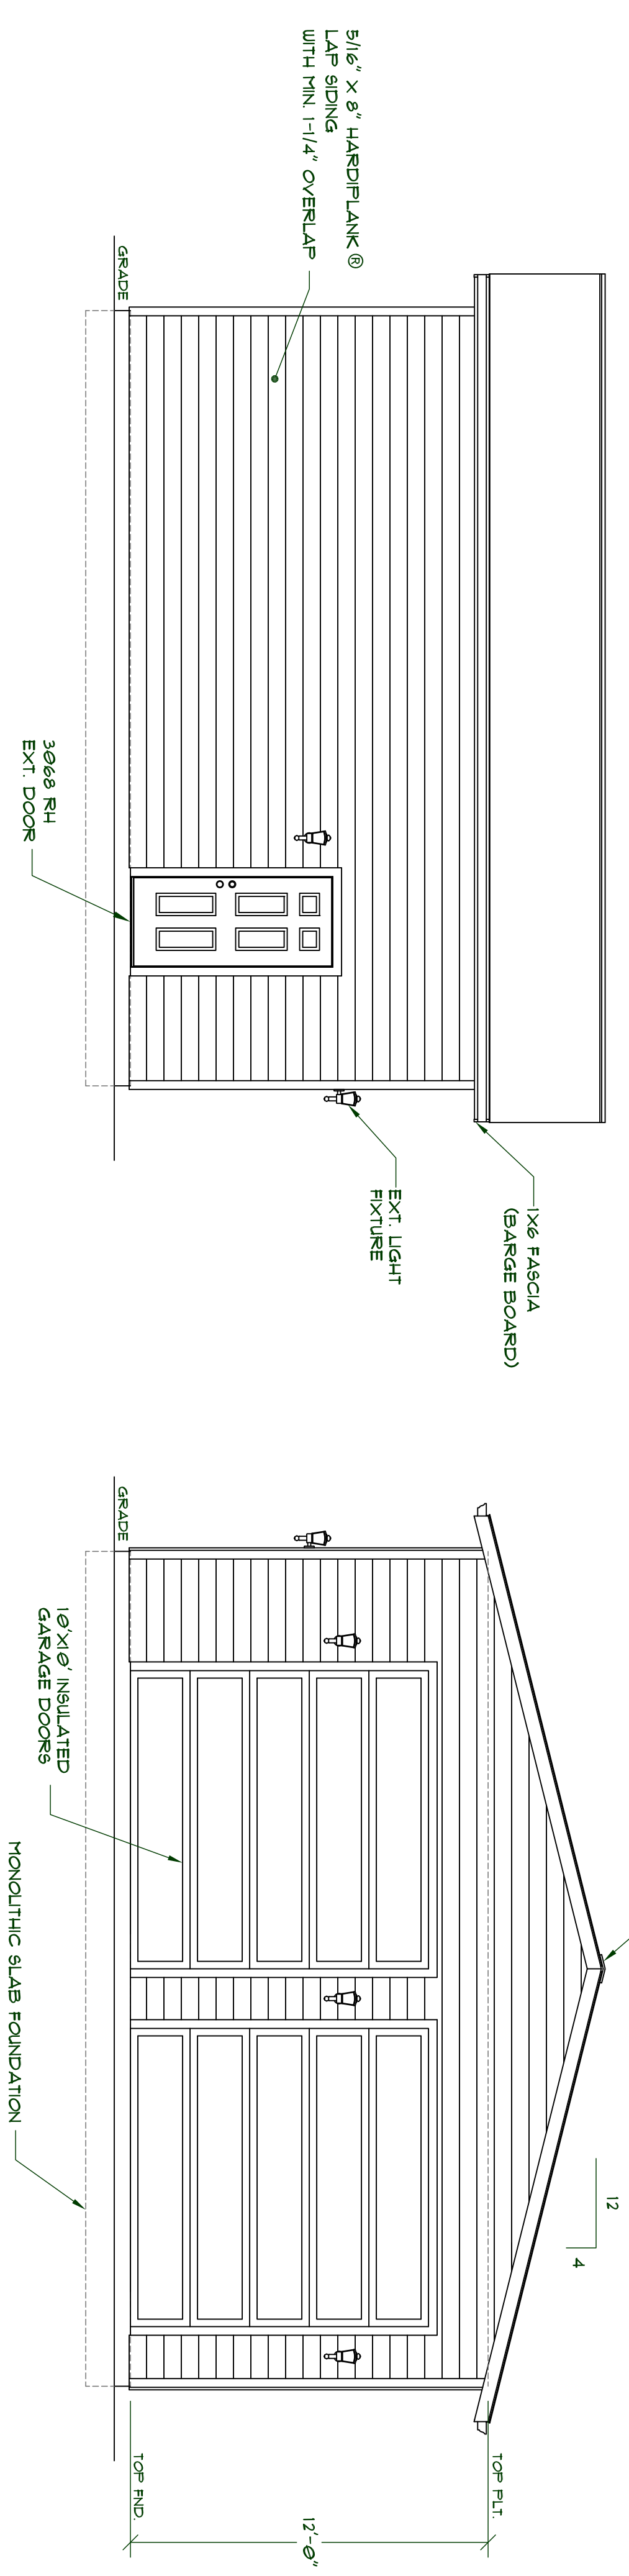 5/16" X 8" HARDIPLANK ®
LAP SIDING
WITH MIN. 1-1/4" OVERLAP
GRADE
3068 RH
EXT. DOOR
EXT. LIGHT
FIXTURE
1X6 FASCIA
(BARGE BOARD)
GRADE
10'X10' INSULATED
GARAGE DOORS
MONOLITHIC SLAB FOUNDATION
12
4
TOP PLT.
TOP FND.
12'-0"